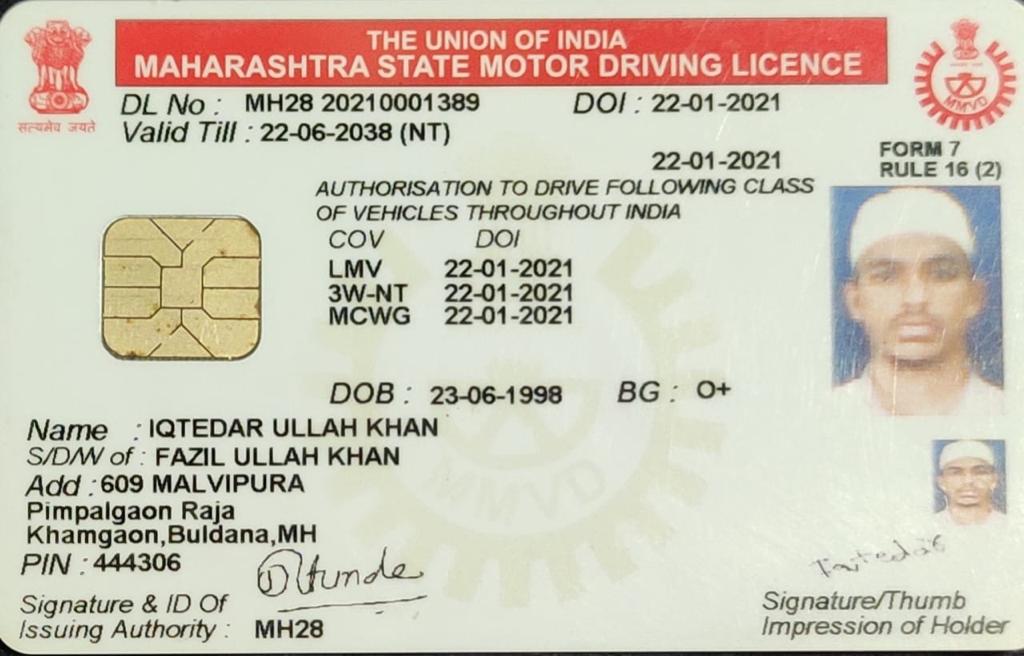 THE UNION OF INDIA
MAHARASHTRA STATE MOTOR DRIVING LICENCE
सत्यमेव जयते
DL No : MH28 20210001389 DOI : 22-01-2021
Valid Till : 22-06-2038 (NT)
22-01-2021
FORM 7
RULE 16 (2)
MMVD
AUTHORISATION TO DRIVE FOLLOWING CLASS
OF VEHICLES THROUGHOUT INDIA
COV DOI
LMV 22-01-2021
3W-NT 22-01-2021
MCWG 22-01-2021
DOB : 23-06-1998 BG : O+
Name : IQTEDAR ULLAH KHAN
S/D/W of : FAZIL ULLAH KHAN
Add : 609 MALVIPURA
Pimpalgaon Raja
Khamgaon,Buldana,MH
PIN : 444306
MMVD
Signature & ID Of
Issuing Authority : MH28
Signature/Thumb
Impression of Holder